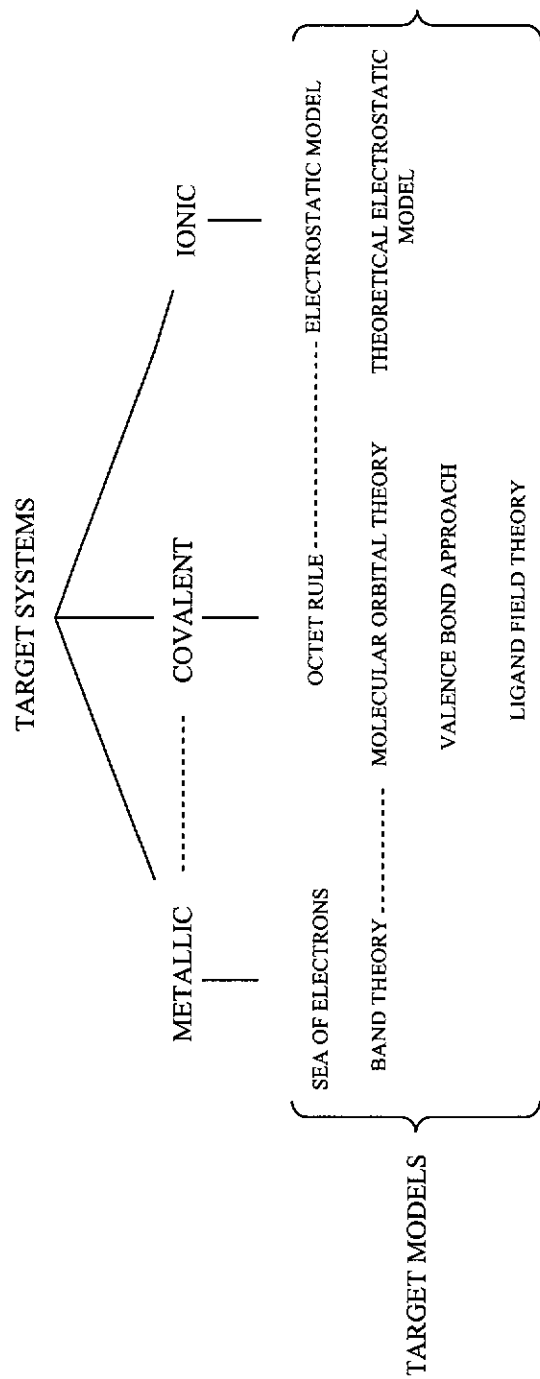 TARGET SYSTEMS
METALLIC
COVALENT
IONIC
TARGET MODELS
SEA OF ELECTRONS
BAND THEORY
OCTET RULE
MOLECULAR ORBITAL THEORY
VALENCE BOND APPROACH
LIGAND FIELD THEORY
ELECTROSTATIC MODEL
THEORETICAL ELECTROSTATIC
MODEL